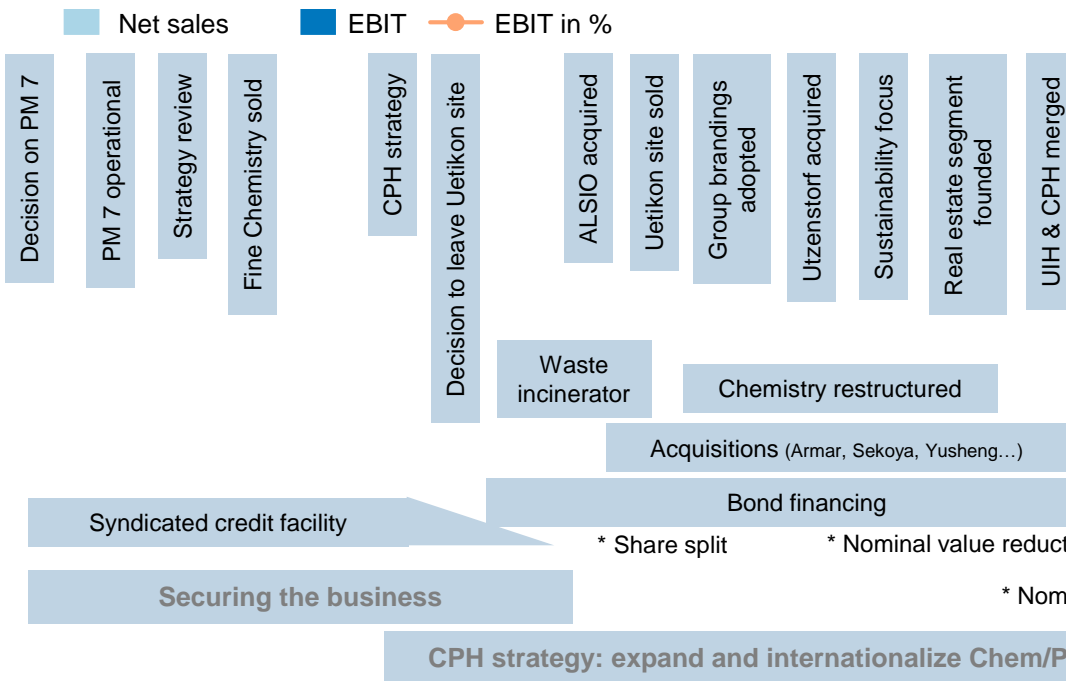 Net sales EBIT EBIT in %
Decision on PM 7
PM 7 operational
Strategy review
Fine Chemistry sold
CPH strategy
Decision to leave Uetikon site
ALSIO acquired
Uetikon site sold
Group brandings
adopted
Utzenstorf acquired
Sustainability focus
Real estate segment
founded
UIH & CPH merged
Waste
incinerator
Chemistry restructured
Acquisitions (Armar, Sekoya, Yusheng…)
Bond financing
Syndicated credit facility
* Share split * Nominal value reduct
Securing the business
* Nom
CPH strategy: expand and internationalize Chem/P